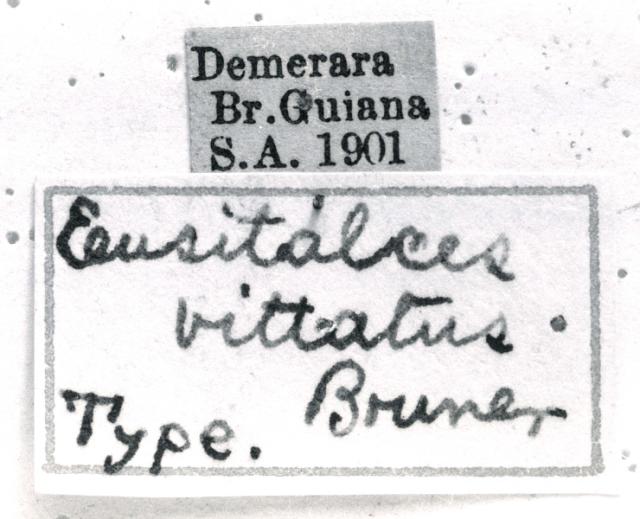 Demerara
Br. Guiana
S.A. 1901
Eusitalces
vittatus.
Bruner
Type.